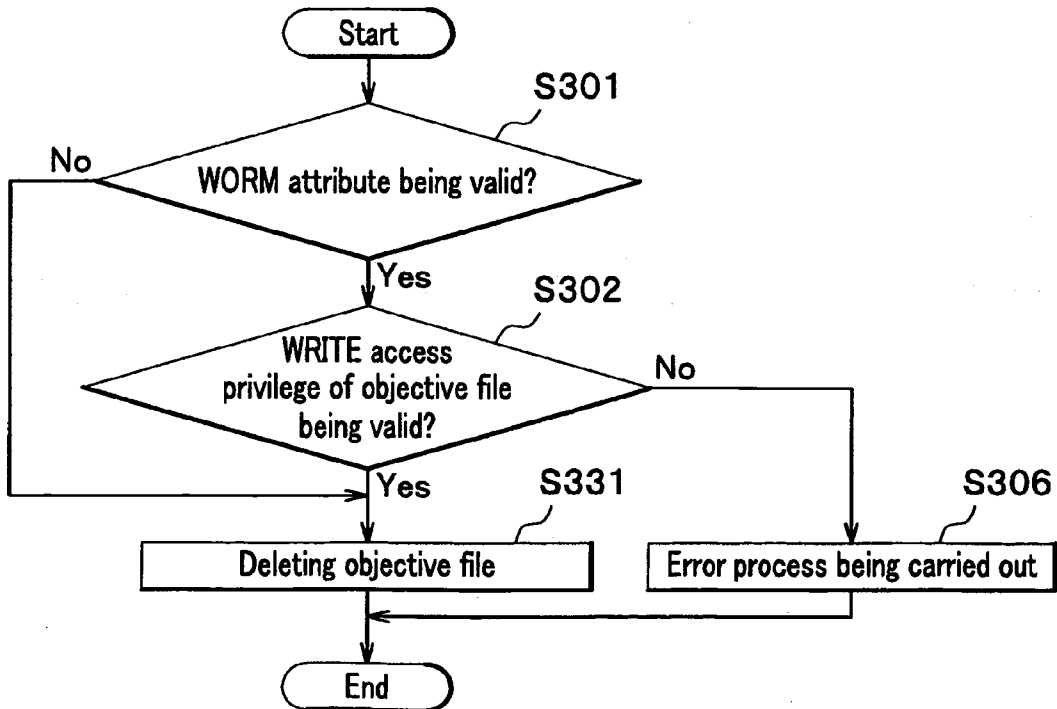 Start
S301
No
WORM attribute being valid?
Yes
S302
WRITE access
privilege of objective file
being valid?
No
Yes
S331
S306
Deleting objective file
Error process being carried out
End